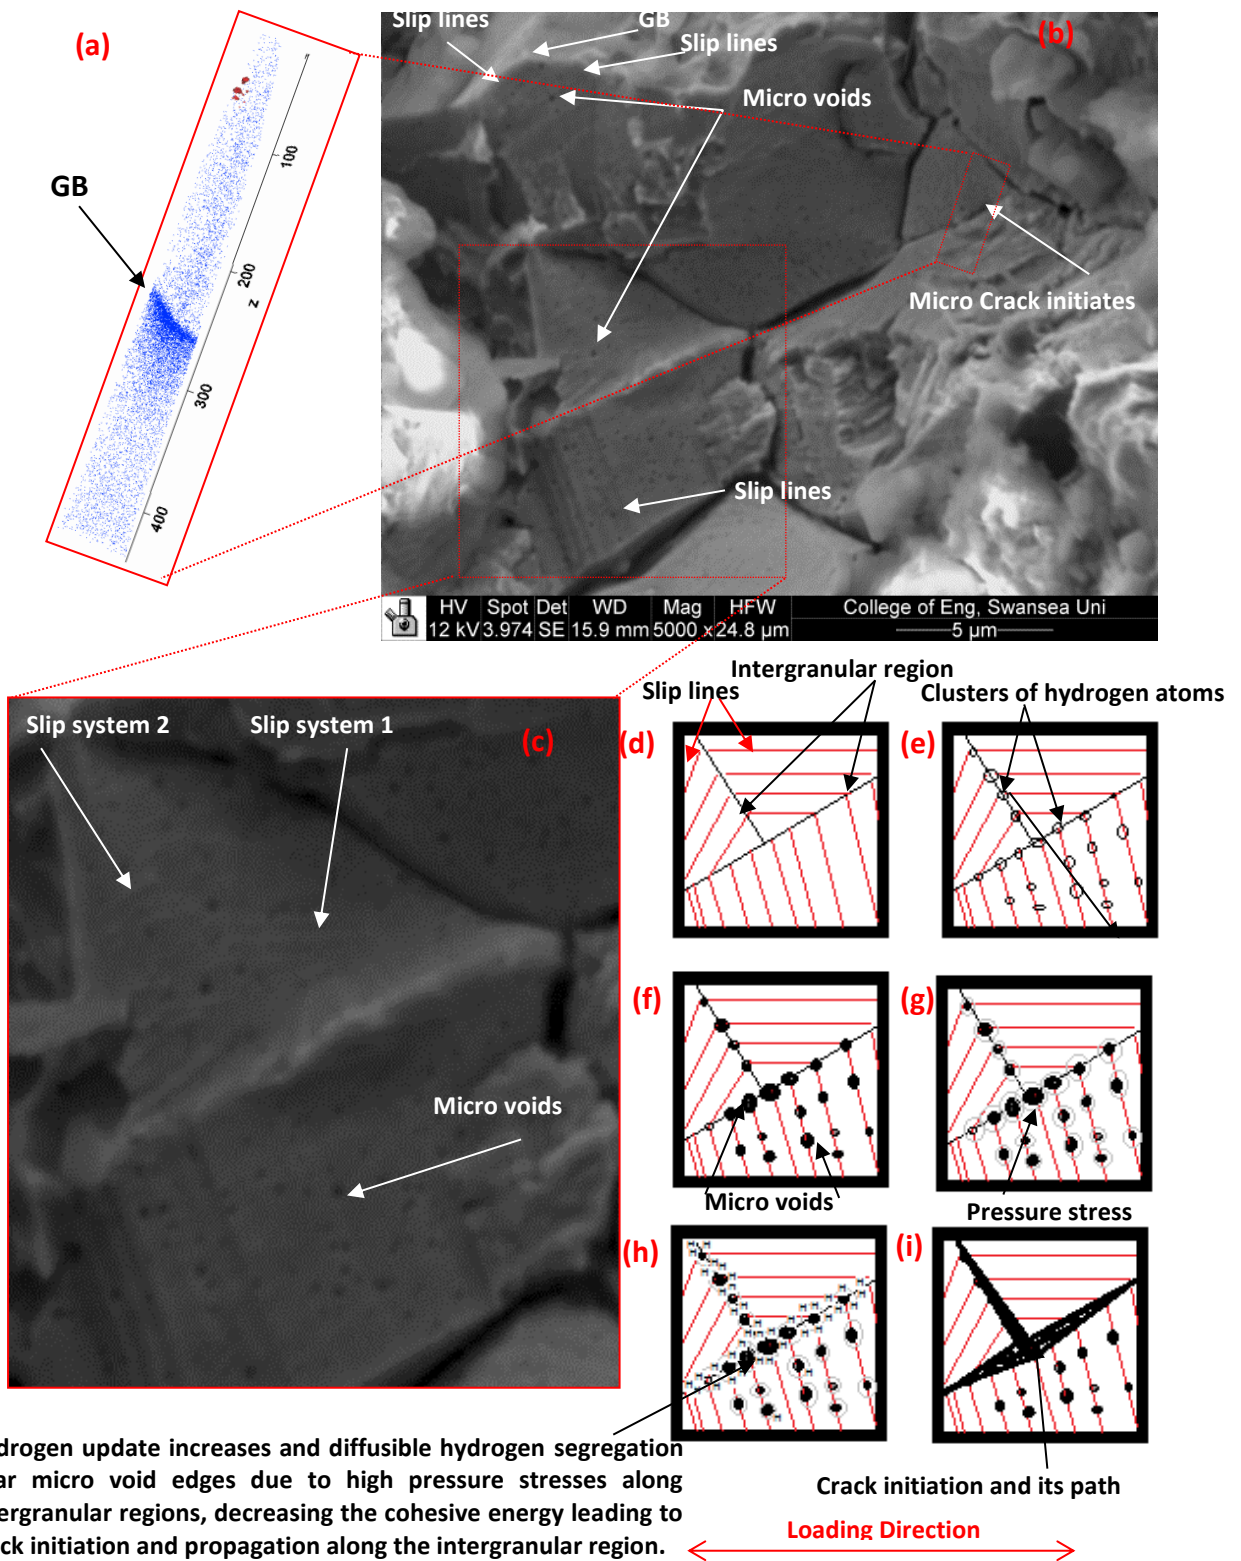 (a)
GB
100
200
z
300
400
Slip lines
GB
Slip lines
(b)
Micro voids
Micro Crack initiates
Slip lines
HV Spot Det WD Mag HFW College of Eng, Swansea Uni
12 kV 3.974 SE 15.9 mm 5000 x 24.8 µm 5 µm
Slip system 2
Slip system 1
(c)
Micro voids
Intergranular region
Slip lines
Clusters of hydrogen atoms
(d)
(e)
(f)
(g)
Micro voids
Pressure stress
(h)
H H H H H H H H
(i)
drogen update increases and diffusible hydrogen segregation
ar micro void edges due to high pressure stresses along
tergranular regions, decreasing the cohesive energy leading to
ck initiation and propagation along the intergranular region.
Crack initiation and its path
Loading Direction